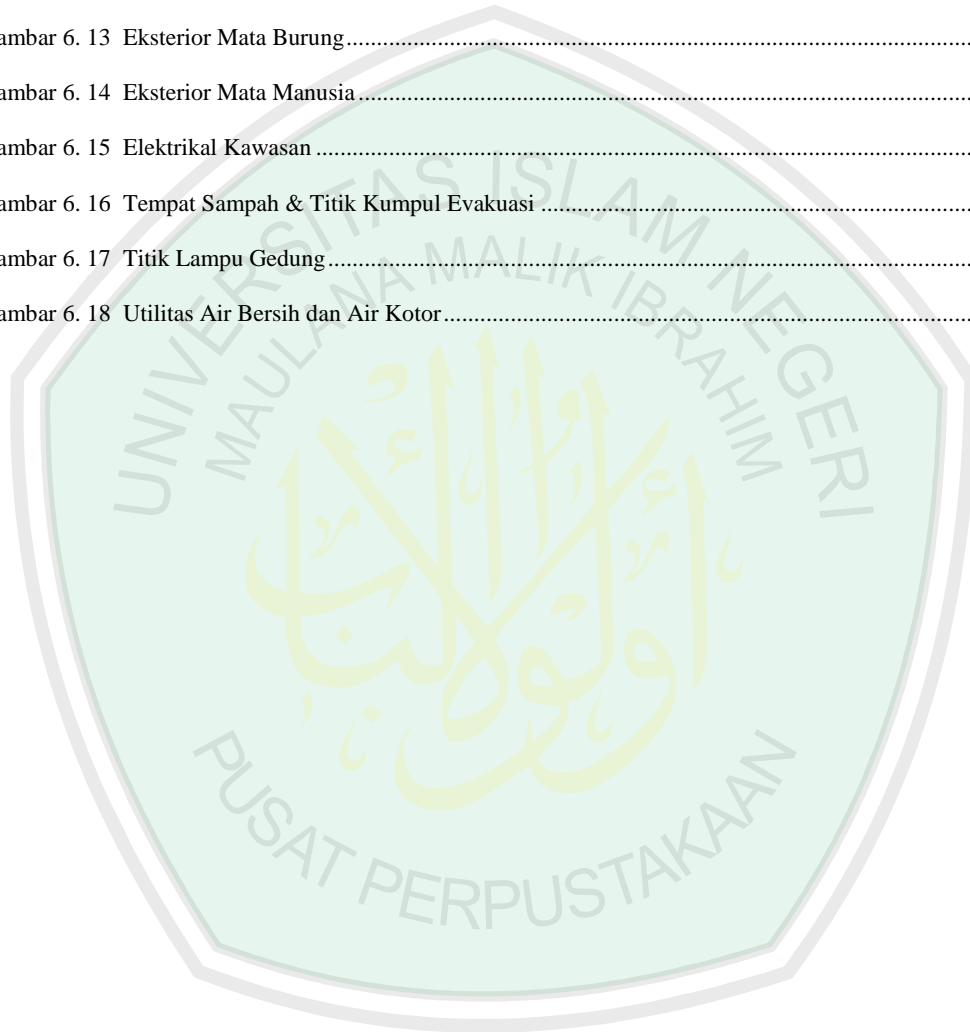 ambar 6. 13 Eksterior Mata Burung
ambar 6. 14 Eksterior Mata Manusia
ambar 6. 15 Elektrikal Kawasan
ambar 6. 16 Tempat Sampah & Titik Kumpul Evakuasi
ambar 6. 17 Titik Lampu Gedung
ambar 6. 18 Utilitas Air Bersih dan Air Kotor
UNIVERSITAS ISLAM NEGERI
MAULANA MALIK IBRAHIM
أولوا الألباب
PUSAT PERPUSTAKAAN